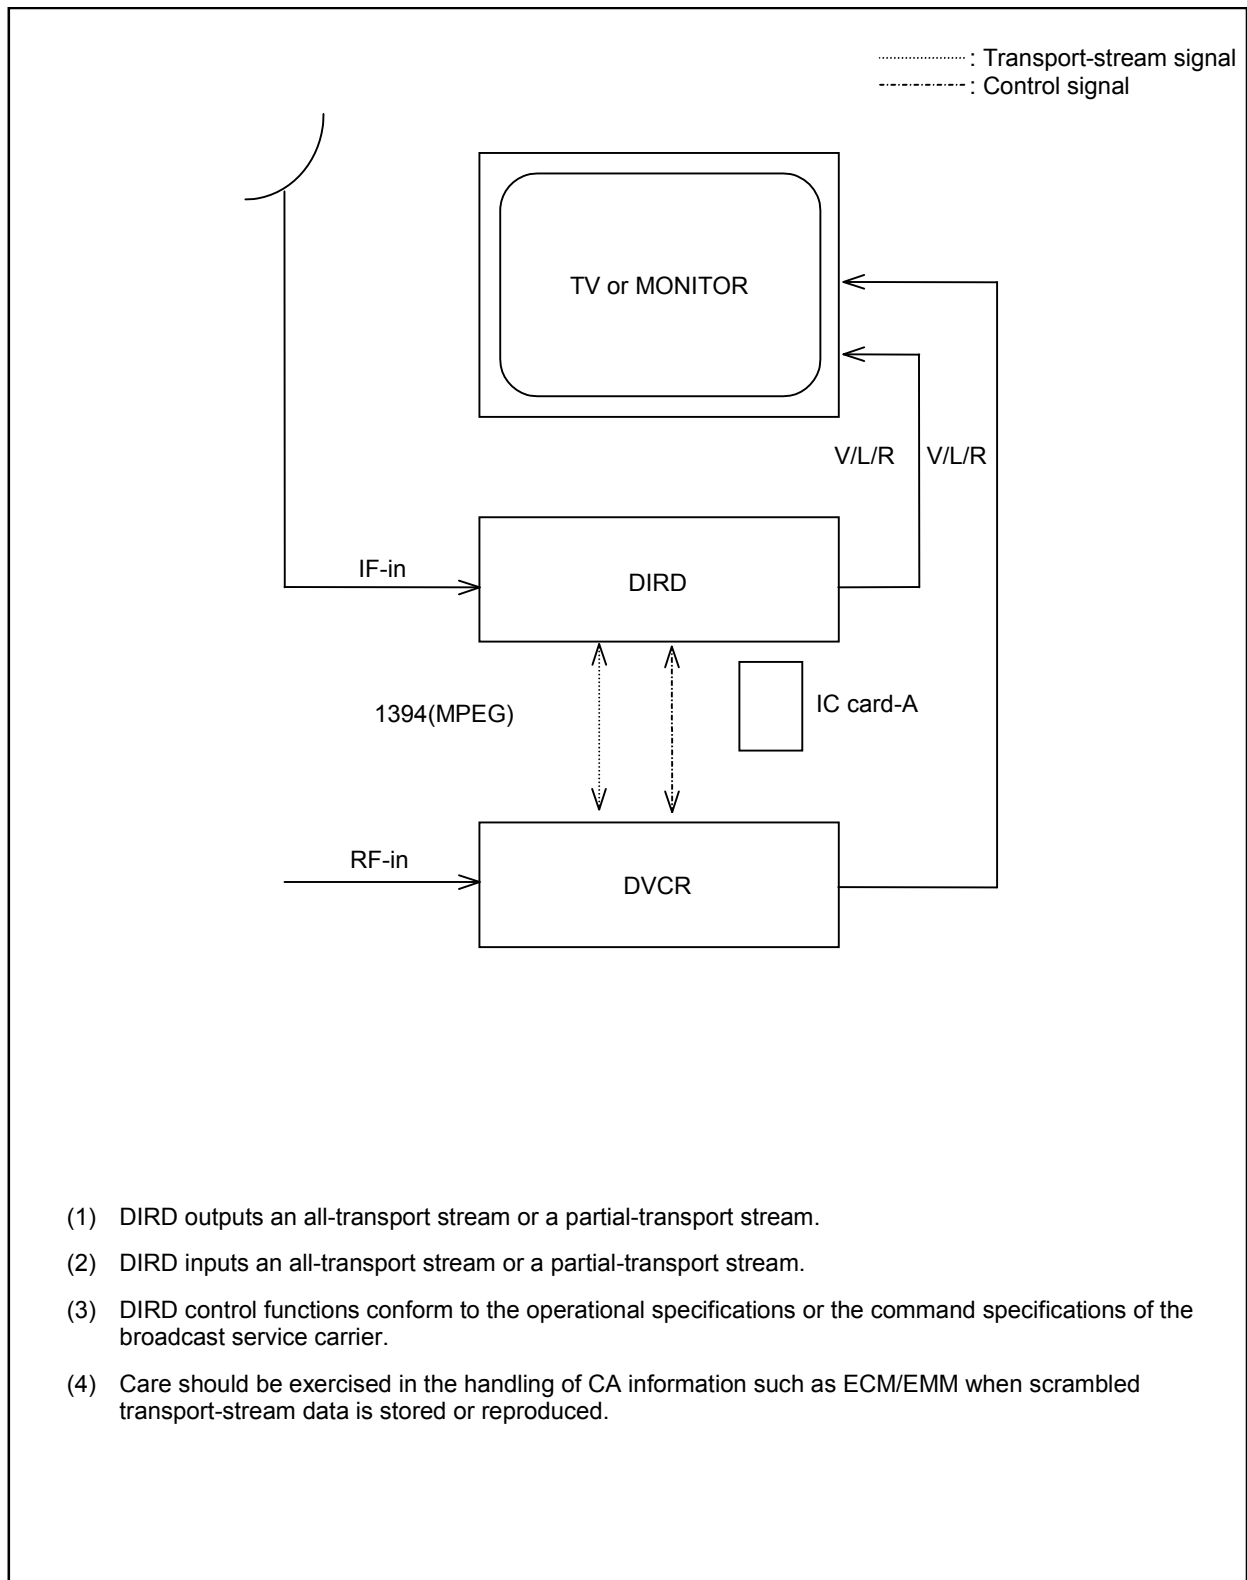 : Transport-stream signal
: Control signal
TV or MONITOR
V/L/R
V/L/R
IF-in
DIRD
1394(MPEG)
IC card-A
RF-in
DVCR
(1) DIRD outputs an all-transport stream or a partial-transport stream.
(2) DIRD inputs an all-transport stream or a partial-transport stream.
(3) DIRD control functions conform to the operational specifications or the command specifications of the
broadcast service carrier.
(4) Care should be exercised in the handling of CA information such as ECM/EMM when scrambled
transport-stream data is stored or reproduced.